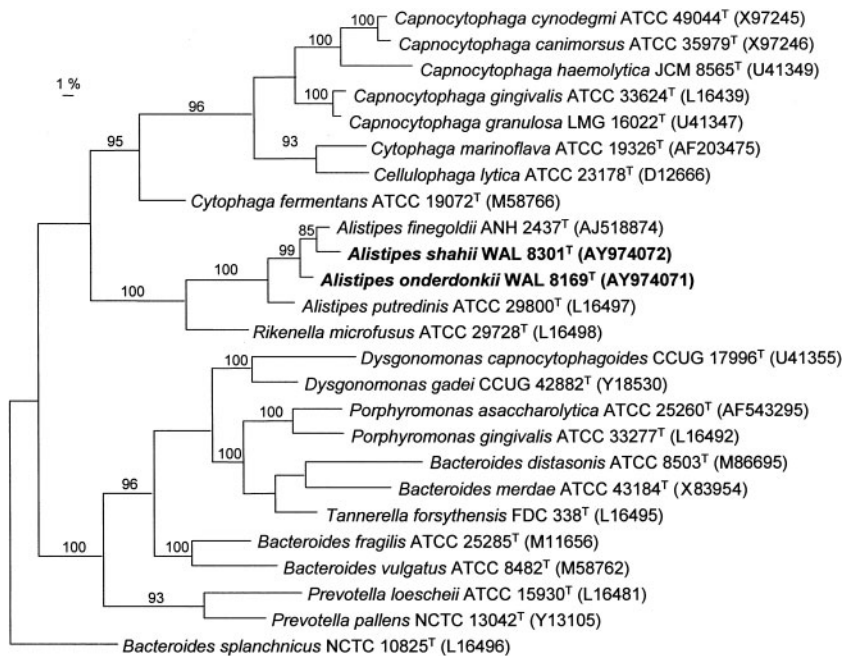 100 Capnocytophaga cynodegmi ATCC 49044ᵀ (X97245)
100 Capnocytophaga canimorsus ATCC 35979ᵀ (X97246)
Capnocytophaga haemolytica JCM 8565ᵀ (U41349)
1 %
100 Capnocytophaga gingivalis ATCC 33624ᵀ (L16439)
96 Capnocytophaga granulosa LMG 16022ᵀ (U41347)
95 93 Cytophaga marinoflava ATCC 19326ᵀ (AF203475)
Cellulophaga lytica ATCC 23178ᵀ (D12666)
Cytophaga fermentans ATCC 19072ᵀ (M58766)
85 Alistipes finegoldii ANH 2437ᵀ (AJ518874)
99 Alistipes shahii WAL 8301ᵀ (AY974072)
100 Alistipes onderdonkii WAL 8169ᵀ (AY974071)
100 Alistipes putredinis ATCC 29800ᵀ (L16497)
Rikenella microfusus ATCC 29728ᵀ (L16498)
100 Dysgonomonas capnocytophagoides CCUG 17996ᵀ (U41355)
Dysgonomonas gadei CCUG 42882ᵀ (Y18530)
100 Porphyromonas asaccharolytica ATCC 25260ᵀ (AF543295)
Porphyromonas gingivalis ATCC 33277ᵀ (L16492)
100 Bacteroides distasonis ATCC 8503ᵀ (M86695)
96 Bacteroides merdae ATCC 43184ᵀ (X83954)
Tannerella forsythensis FDC 338ᵀ (L16495)
100 100 Bacteroides fragilis ATCC 25285ᵀ (M11656)
Bacteroides vulgatus ATCC 8482ᵀ (M58762)
93 Prevotella loescheii ATCC 15930ᵀ (L16481)
Prevotella pallens NCTC 13042ᵀ (Y13105)
Bacteroides splanchnicus NCTC 10825ᵀ (L16496)